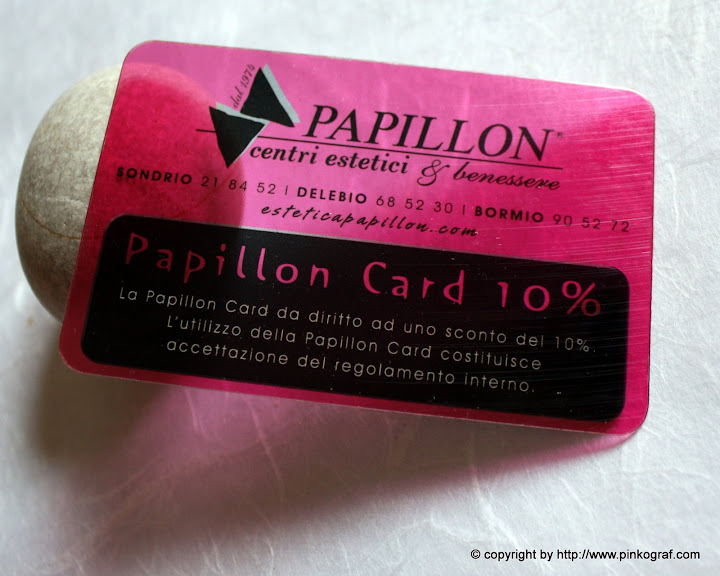 dal 1976
PAPILLON®
centri estetici & benessere
SONDRIO 21 84 52 | DELEBIO 68 52 30 | BORMIO 90 52 72
esteticapapillon.com
Papillon Card 10%
La Papillon Card da diritto ad uno sconto del 10%.
L'utilizzo della Papillon Card costituisce
accettazione del regolamento interno.
© copyright by http://www.pinkograf.com